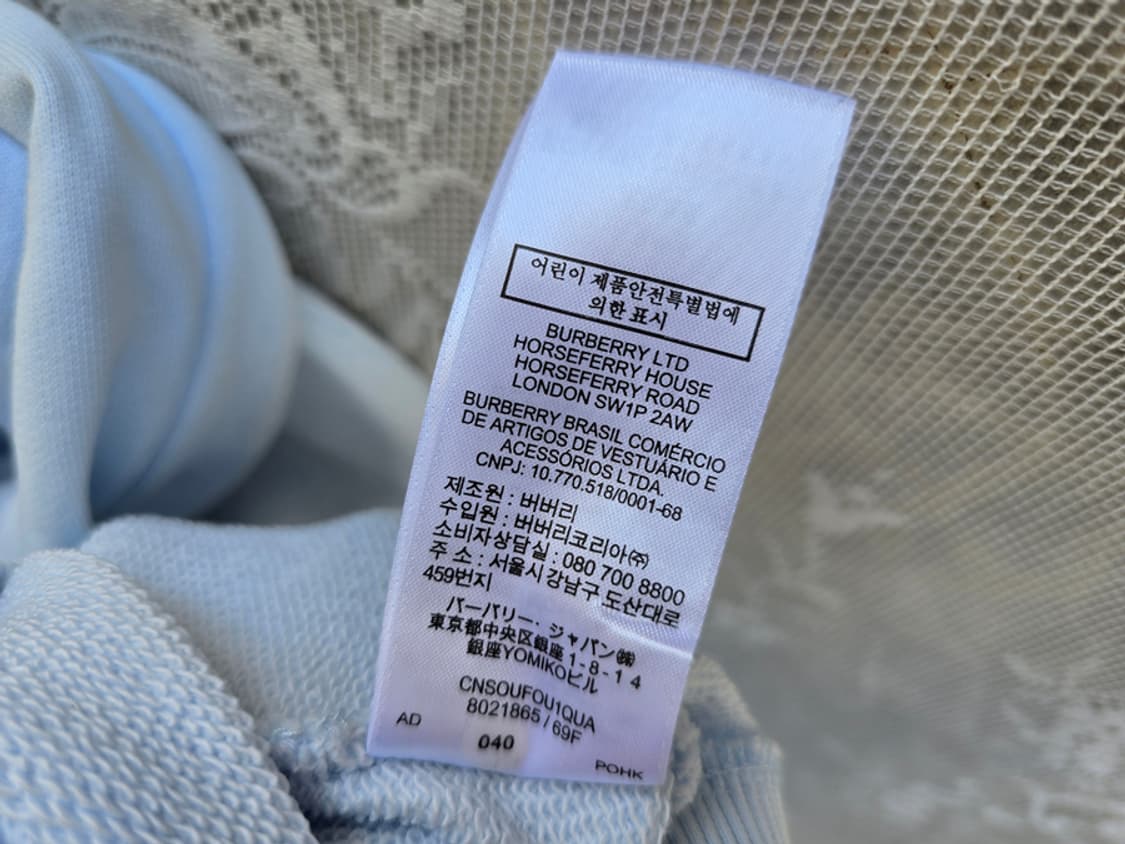 어린이 제품안전특별법에
의한 표시
BURBERRY LTD
HORSEFERRY HOUSE
HORSEFERRY ROAD
LONDON SW1P 2AW
BURBERRY BRASIL COMÉRCIO
DE ARTIGOS DE VESTUÁRIO E
ACESSÓRIOS LTDA.
CNPJ: 10.770.518/0001-68
제조원 : 버버리
수입원 : 버버리코리아㈜
소비자상담실 : 080 700 8800
주 소 : 서울시 강남구 도산대로
459번지
バーバリー・ジャパン㈱
東京都中央区銀座 1 - 8 - 1 4
銀座YOMIKOビル
CNSOUFOU1QUA
8021865 / 69F
AD
040
POHK